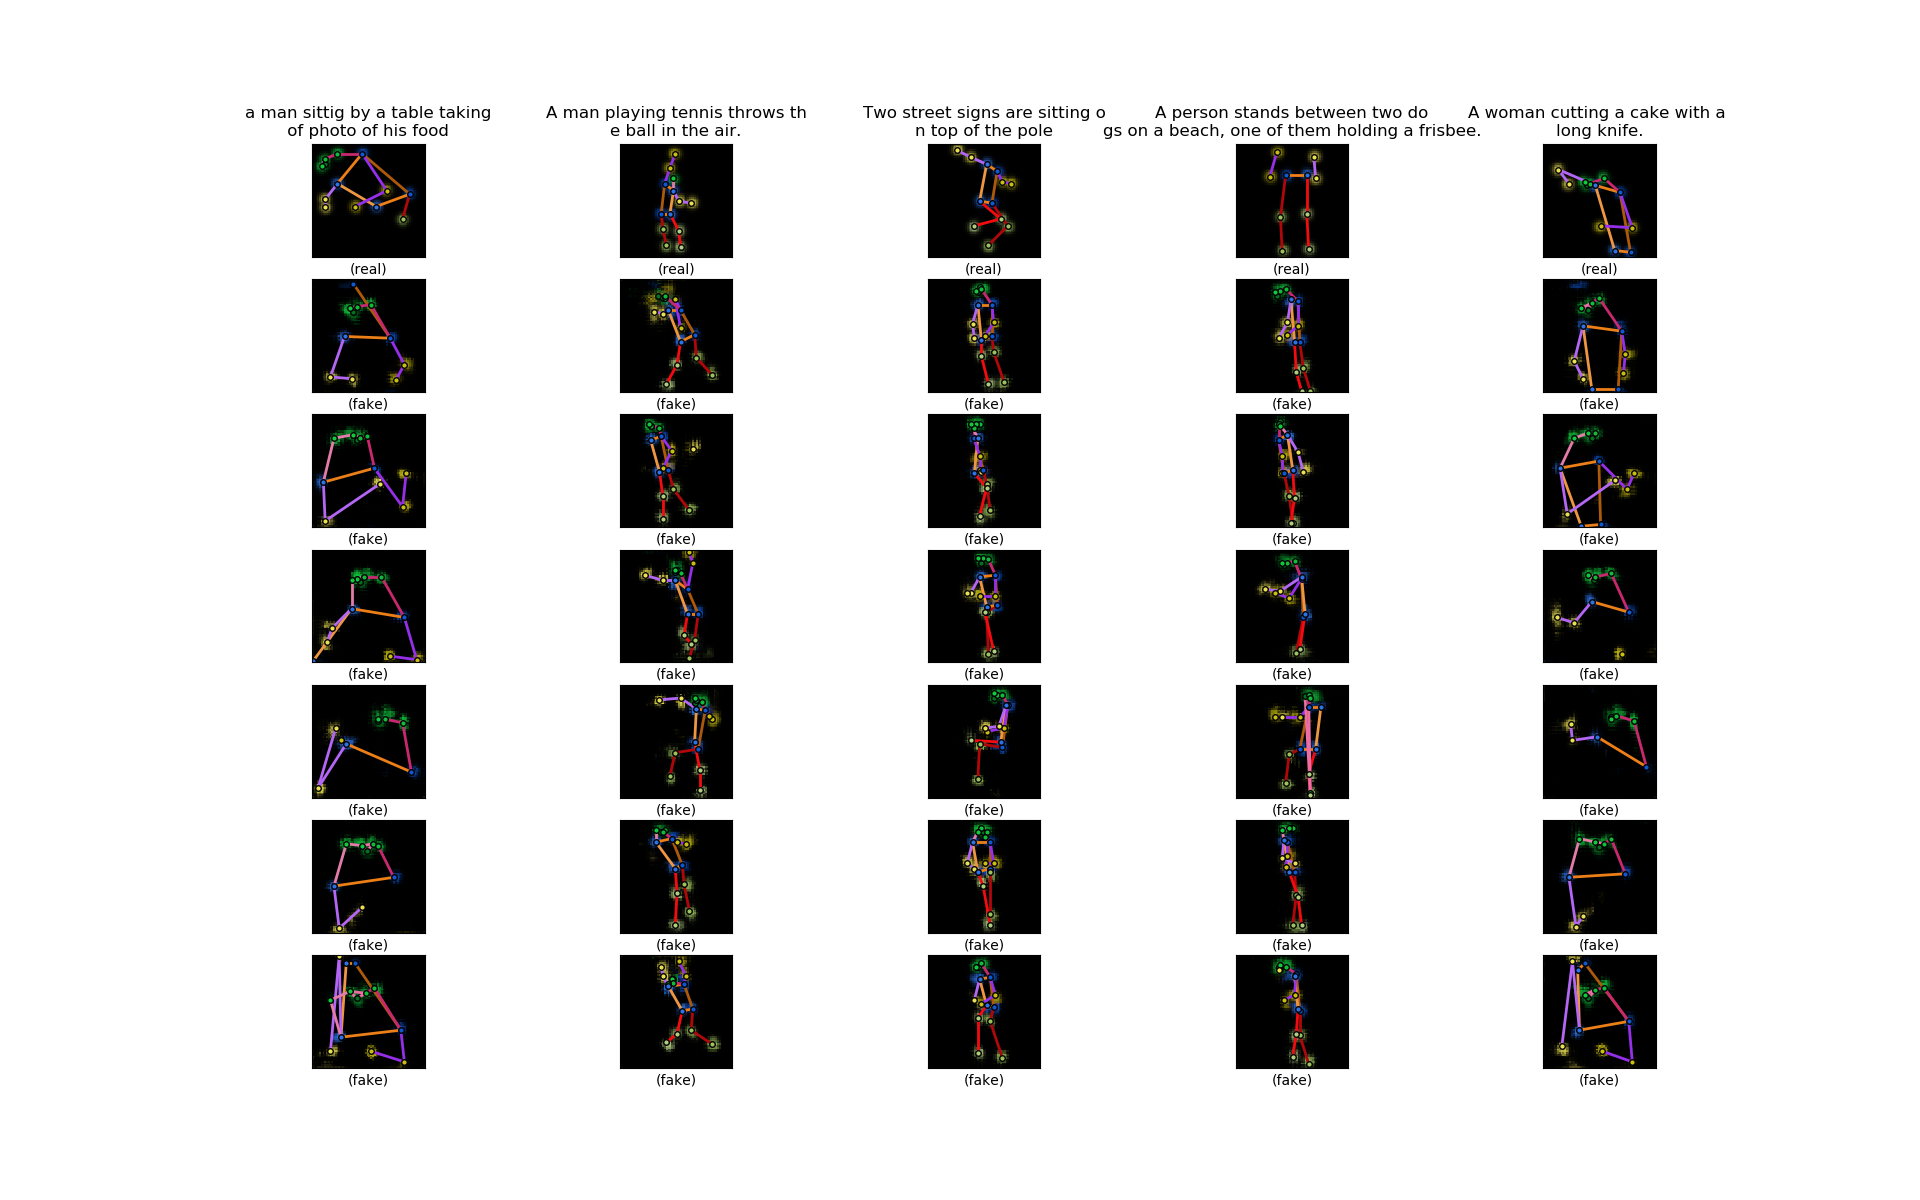 a man sittig by a table taking
of photo of his food
A man playing tennis throws th
e ball in the air.
Two street signs are sitting o
n top of the pole
A person stands between two do
gs on a beach, one of them holding a frisbee.
A woman cutting a cake with a
long knife.
(real) (real) (real) (real) (real)
(fake) (fake) (fake) (fake) (fake)
(fake) (fake) (fake) (fake) (fake)
(fake) (fake) (fake) (fake) (fake)
(fake) (fake) (fake) (fake) (fake)
(fake) (fake) (fake) (fake) (fake)
(fake) (fake) (fake) (fake) (fake)